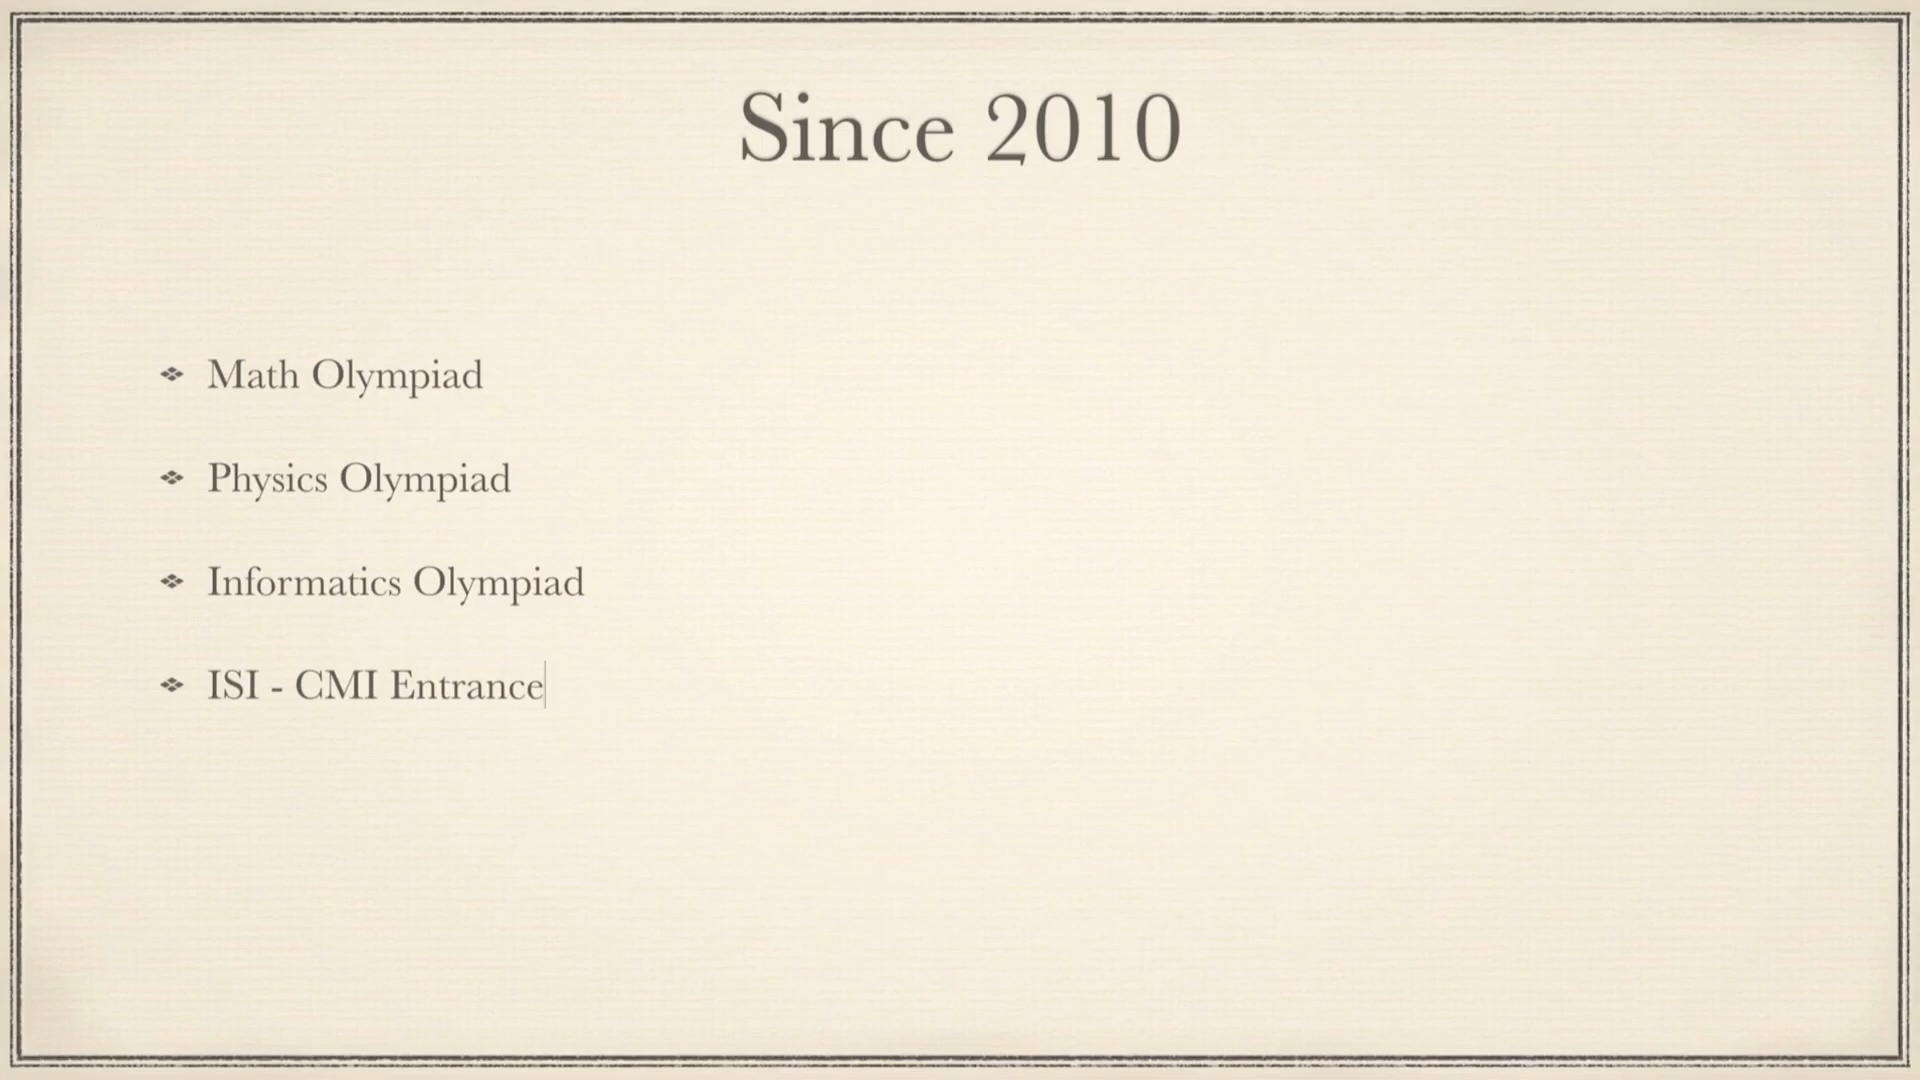 Since 2010
Math Olympiad
Physics Olympiad
Informatics Olympiad
ISI - CMI Entrance